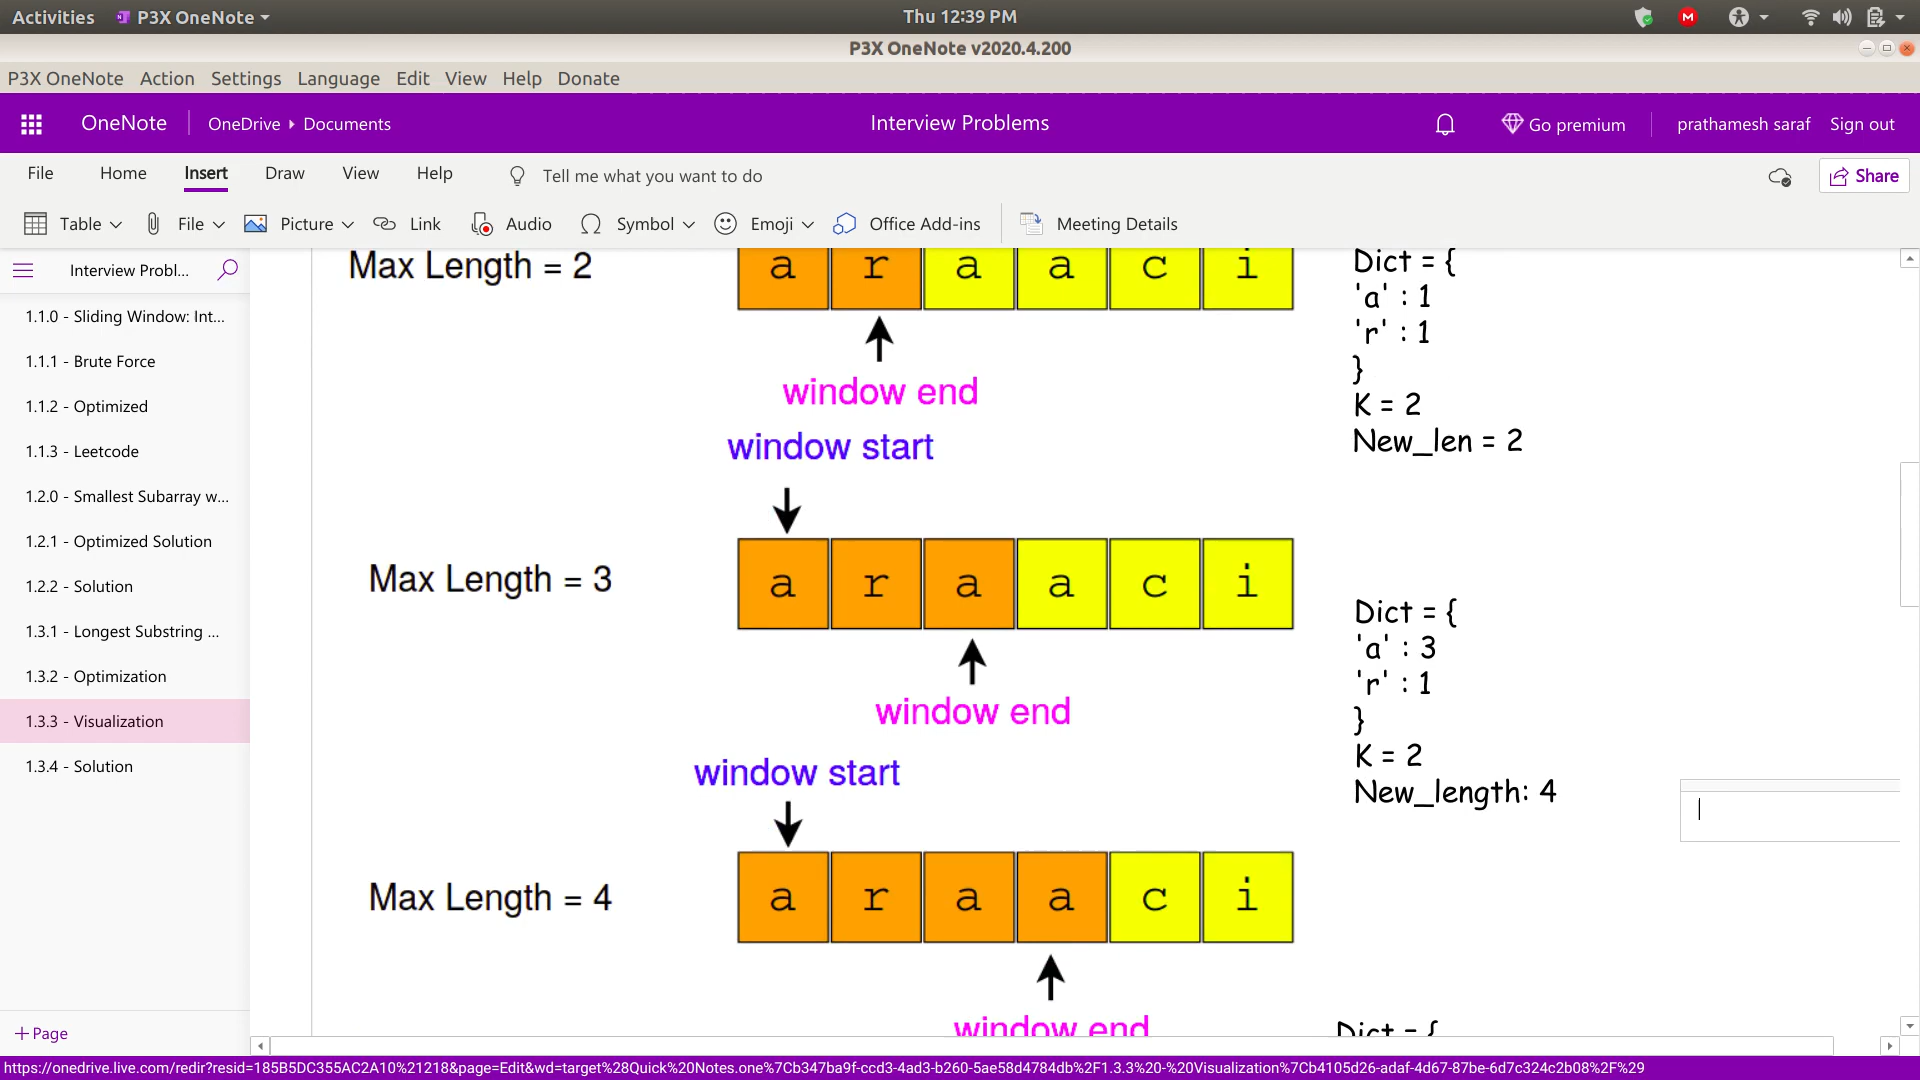 Activities P3X OneNote Thu 12:39 PM
P3X OneNote v2020.4.200
P3X OneNote Action Settings Language Edit View Help Donate
OneNote OneDrive Documents Interview Problems Go premium prathamesh saraf Sign out
File Home Insert Draw View Help Tell me what you want to do Share
Table File Picture Link Audio Symbol Emoji Office Add-ins Meeting Details
Interview Probl...
1.1.0 - Sliding Window: Int...
1.1.1 - Brute Force
1.1.2 - Optimized
1.1.3 - Leetcode
1.2.0 - Smallest Subarray w...
1.2.1 - Optimized Solution
1.2.2 - Solution
1.3.1 - Longest Substring ...
1.3.2 - Optimization
1.3.3 - Visualization
1.3.4 - Solution
+ Page
Max Length = 2
a r a a c i
window end
Dict = {
'a' : 1
'r' : 1
}
K = 2
New_len = 2
window start
Max Length = 3
a r a a c i
window end
Dict = {
'a' : 3
'r' : 1
}
K = 2
New_length: 4
window start
Max Length = 4
a r a a c i
window end
Dict = {
https://onedrive.live.com/redir?resid=185B5DC355AC2A10%21218&page=Edit&wd=target%28Quick%20Notes.one%7Cb347ba9f-ccd3-4ad3-b260-5ae58d4784db%2F1.3.3%20-%20Visualization%7Cb4105d26-adaf-4d67-87be-6d7c324c2b08%2F%29